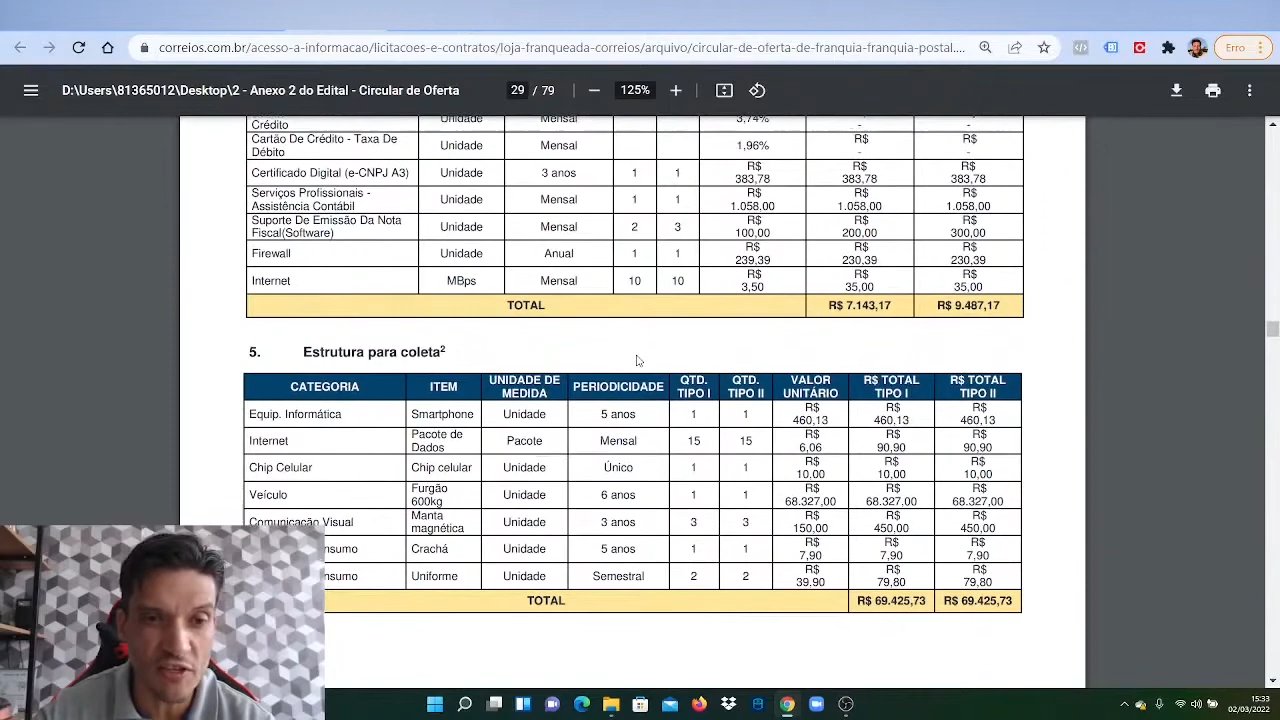 correios.com.br/acesso-a-informacao/licitacoes-e-contratos/loja-franqueada-correios/arquivo/circular-de-oferta-de-franquia-franquia-postal....
Erro
D:\Users\81365012\Desktop\2 - Anexo 2 do Edital - Circular de Oferta
29 / 79
125%
Crédito Unidade Mensal 3,74% -  -
Cartão De Crédito - Taxa De Débito Unidade Mensal 1,96% R$ - R$ -
Certificado Digital (e-CNPJ A3) Unidade 3 anos 1 1 R$ 383,78 R$ 383,78 R$ 383,78
Serviços Profissionais - Assistência Contábil Unidade Mensal 1 1 R$ 1.058,00 R$ 1.058,00 R$ 1.058,00
Suporte De Emissão Da Nota Fiscal(Software) Unidade Mensal 2 3 R$ 100,00 R$ 200,00 R$ 300,00
Firewall Unidade Anual 1 1 R$ 239,39 R$ 230,39 R$ 230,39
Internet MBps Mensal 10 10 R$ 3,50 R$ 35,00 R$ 35,00
TOTAL R$ 7.143,17 R$ 9.487,17
5. Estrutura para coleta²
CATEGORIA ITEM UNIDADE DE MEDIDA PERIODICIDADE QTD. TIPO I QTD. TIPO II VALOR UNITÁRIO R$ TOTAL TIPO I R$ TOTAL TIPO II
Equip. Informática Smartphone Unidade 5 anos 1 1 R$ 460,13 R$ 460,13 R$ 460,13
Internet Pacote de Dados Pacote Mensal 15 15 R$ 6,06 R$ 90,90 R$ 90,90
Chip Celular Chip celular Unidade Único 1 1 R$ 10,00 R$ 10,00 R$ 10,00
Veículo Furgão 600kg Unidade 6 anos 1 1 R$ 68.327,00 R$ 68.327,00 R$ 68.327,00
Comunicação Visual Manta magnética Unidade 3 anos 3 3 R$ 150,00 R$ 450,00 R$ 450,00
nsumo Crachá Unidade 5 anos 1 1 R$ 7,90 R$ 7,90 R$ 7,90
nsumo Uniforme Unidade Semestral 2 2 R$ 39,90 R$ 79,80 R$ 79,80
TOTAL R$ 69.425,73 R$ 69.425,73
15:33
02/03/2022